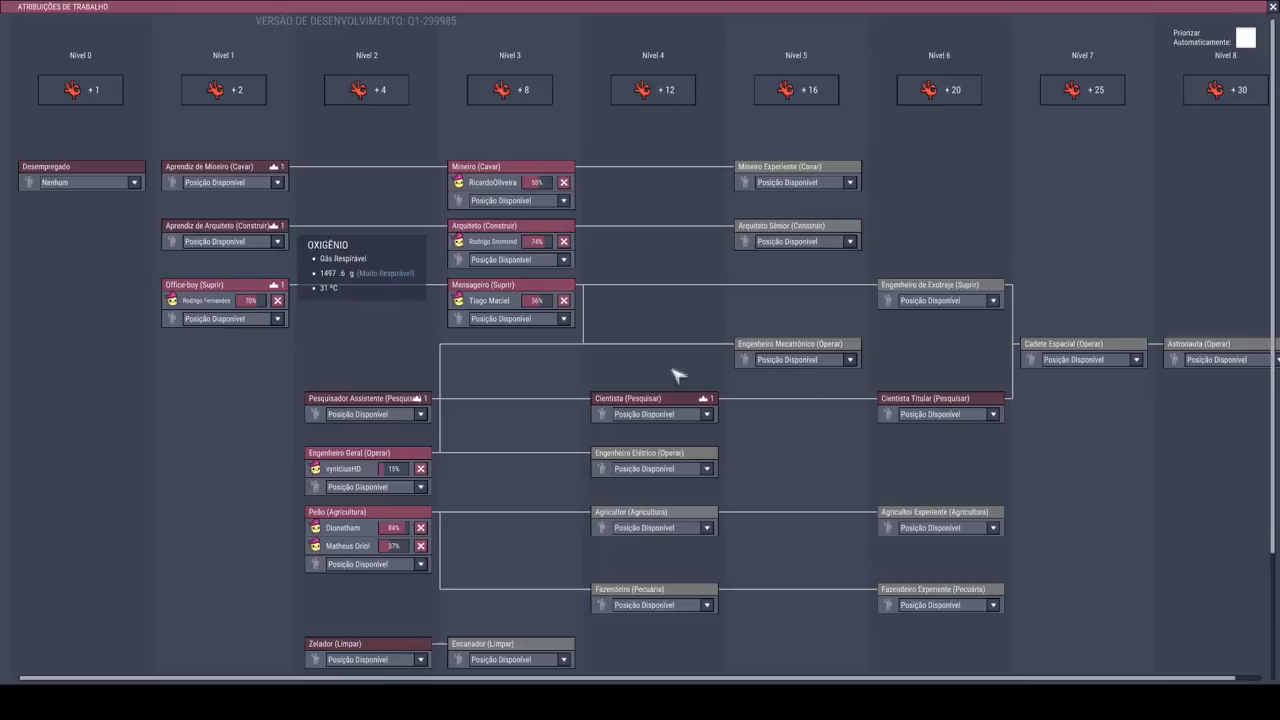 ATRIBUIÇÕES DE TRABALHO
VERSÃO DE DESENVOLVIMENTO: Q1-299985
Priorizar
Automaticamente:
Nível 0
Nível 1
Nível 2
Nível 3
Nível 4
Nível 5
Nível 6
Nível 7
Nível 8
+ 1
+ 2
+ 4
+ 8
+ 12
+ 16
+ 20
+ 25
+ 30
Desempregado
Nenhum
Aprendiz de Mineiro (Cavar) 1
Posição Disponível
Mineiro (Cavar)
RicardoOliveira 55%
Posição Disponível
Mineiro Experiente (Cavar)
Posição Disponível
Aprendiz de Arquiteto (Construir) 1
Posição Disponível
Arquiteto (Construir)
Rodrigo Drumond 74%
Posição Disponível
Arquiteto Sênior (Construir)
Posição Disponível
OXIGÊNIO
Gás Respirável
1497 .6 g (Muito Respirável)
31 ºC
Office-boy (Suprir) 1
Rodrigo Fernandes 70%
Posição Disponível
Mensageiro (Suprir)
Tiago Maciel 56%
Posição Disponível
Engenheiro de Exotraje (Suprir)
Posição Disponível
Engenheiro Mecatrônico (Operar)
Posição Disponível
Cadete Espacial (Operar)
Posição Disponível
Astronauta (Operar)
Posição Disponível
Pesquisador Assistente (Pesquisar 1
Posição Disponível
Cientista (Pesquisar) 1
Posição Disponível
Cientista Titular (Pesquisar)
Posição Disponível
Engenheiro Geral (Operar)
vyniciusHD 15%
Posição Disponível
Engenheiro Elétrico (Operar)
Posição Disponível
Peão (Agricultura)
Dionatham 84%
Matheus Oriol 37%
Posição Disponível
Agricultor (Agricultura)
Posição Disponível
Agricultor Experiente (Agricultura)
Posição Disponível
Fazendeiro (Pecuária)
Posição Disponível
Fazendeiro Experiente (Pecuária)
Posição Disponível
Zelador (Limpar)
Posição Disponível
Encanador (Limpar)
Posição Disponível